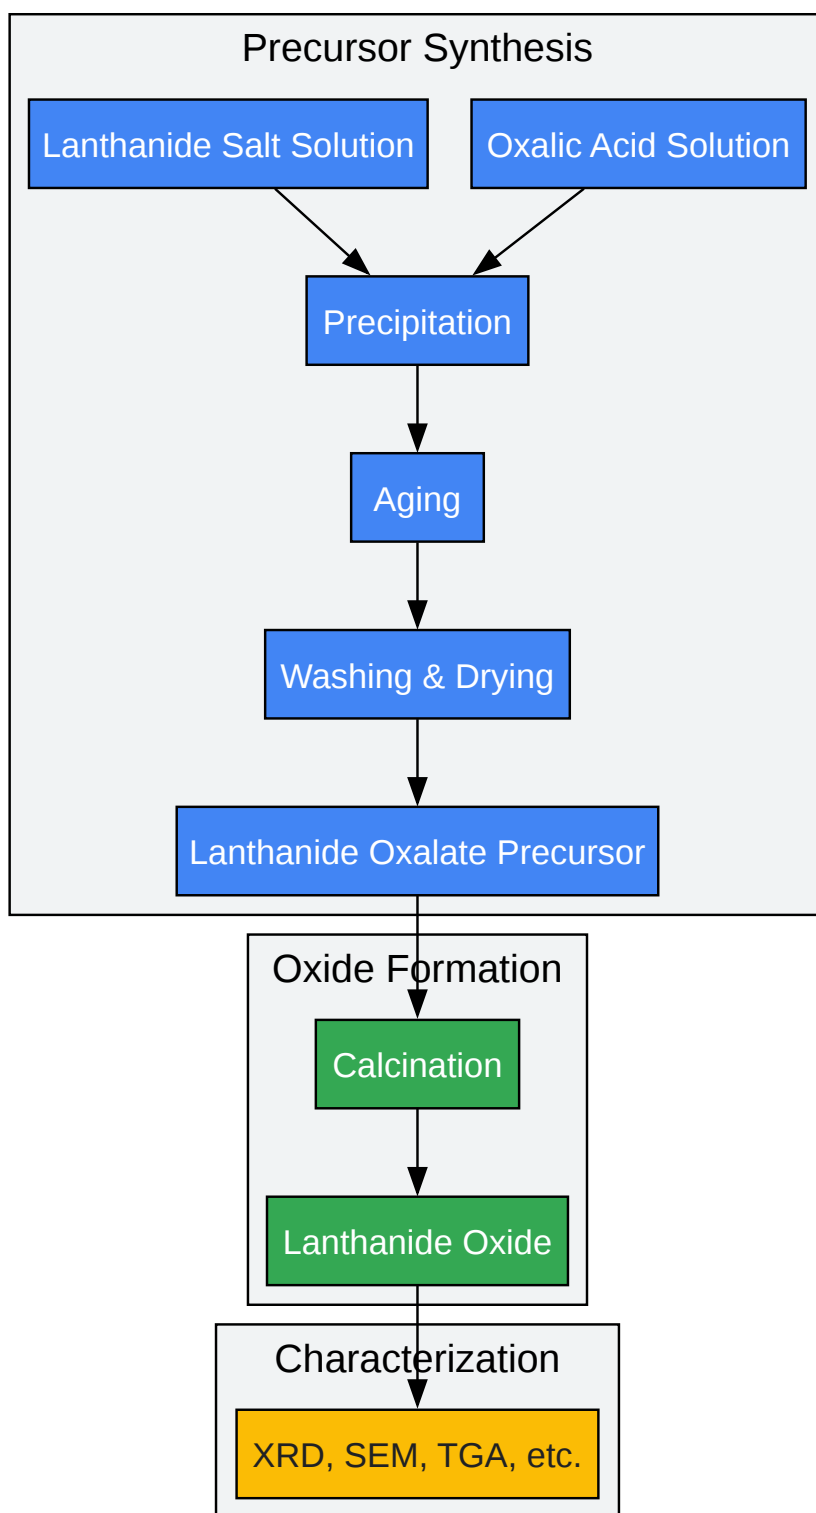 Precursor Synthesis
Lanthanide Salt Solution
Oxalic Acid Solution
Precipitation
Aging
Washing & Drying
Lanthanide Oxalate Precursor
Oxide Formation
Calcination
Lanthanide Oxide
Characterization
XRD, SEM, TGA, etc.